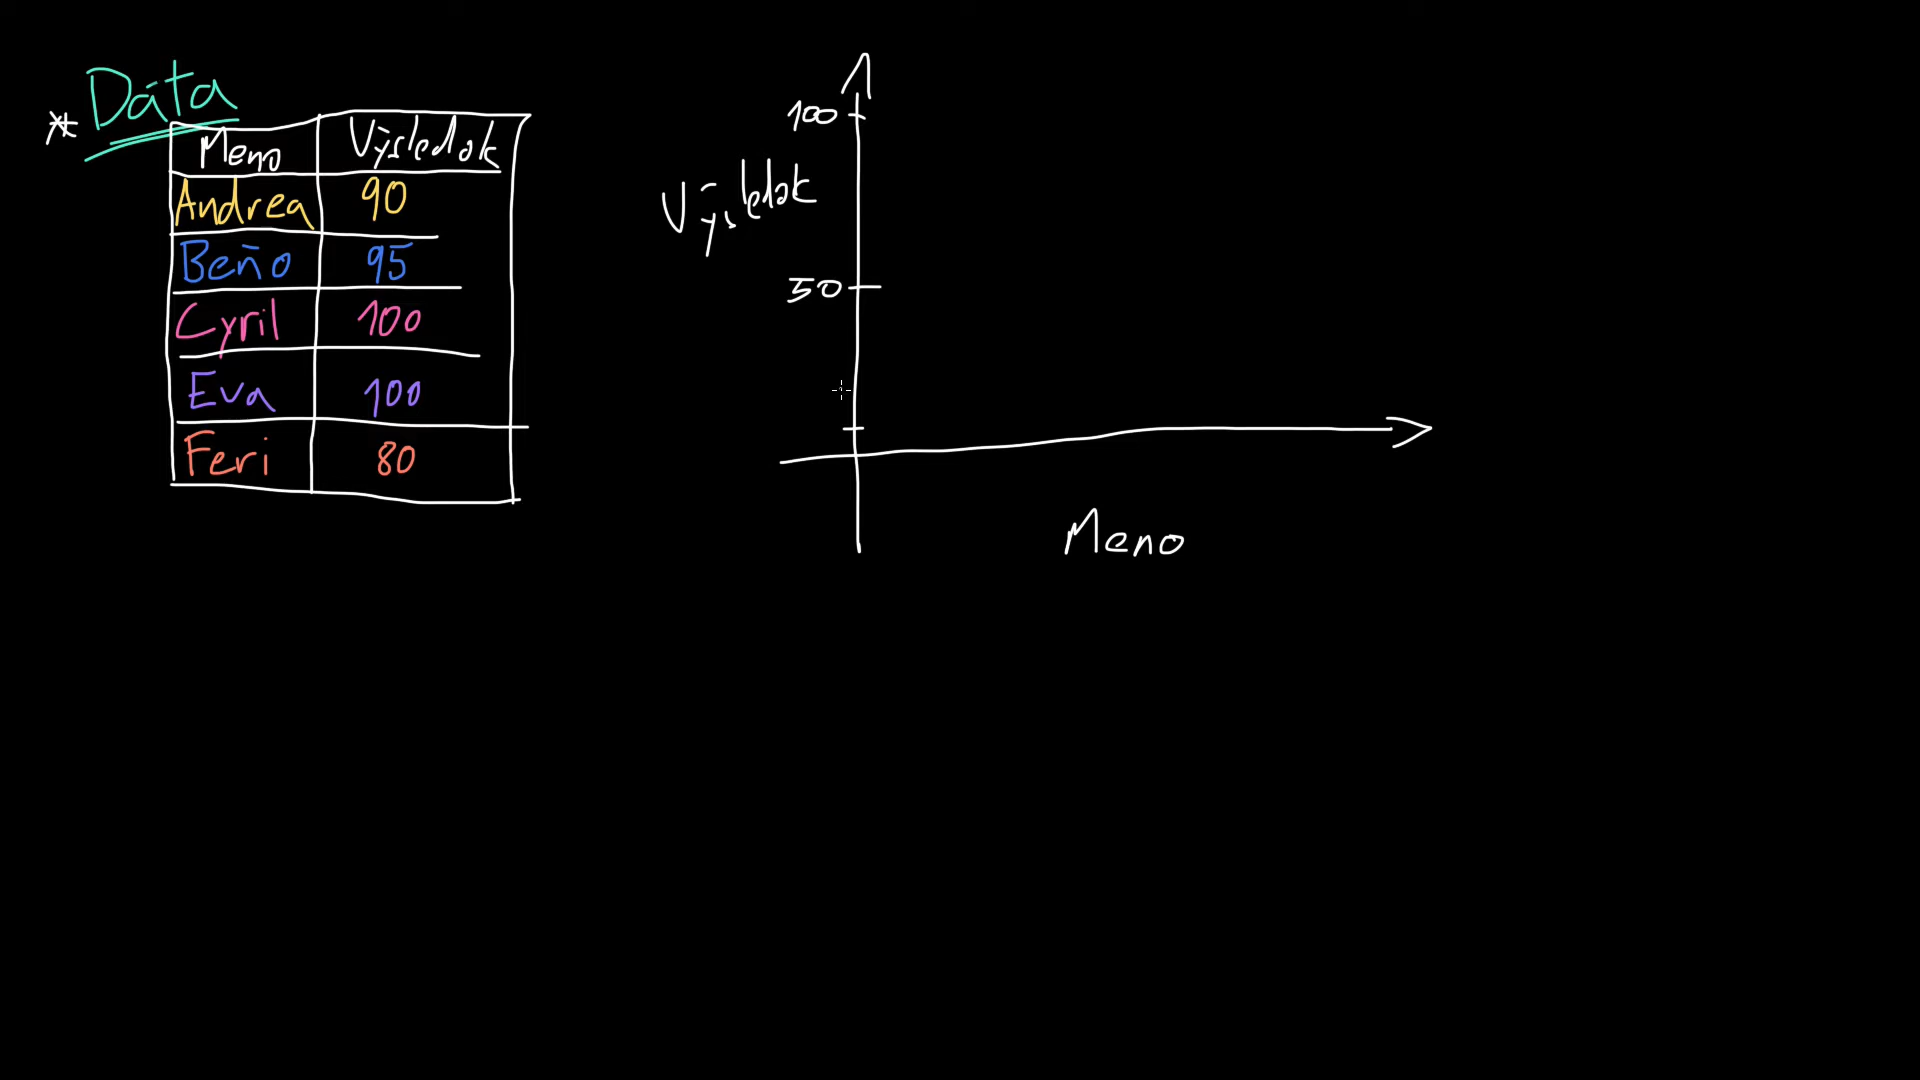 * Dáta
Meno Výsledok
Andrea 90
Beňo 95
Cyril 100
Eva 100
Feri 80
100
Výsledok
50
Meno